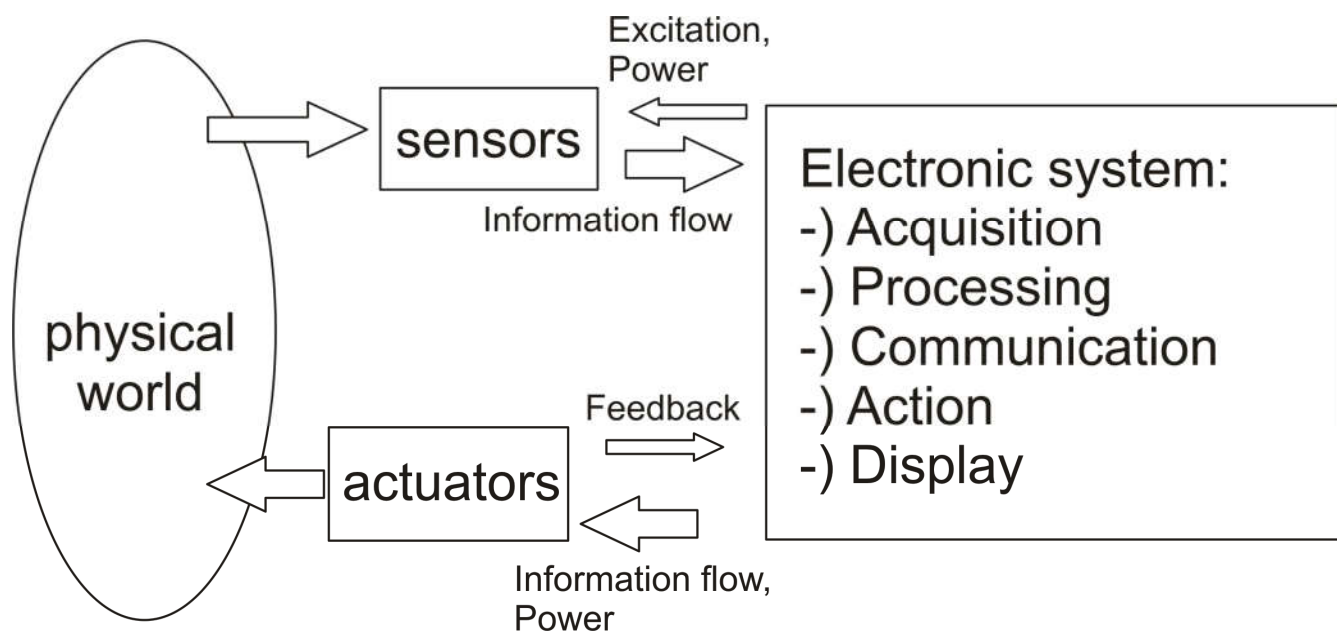 Excitation,
Power
sensors
Information flow
Electronic system:
-) Acquisition
-) Processing
-) Communication
-) Action
-) Display
physical
world
Feedback
actuators
Information flow,
Power